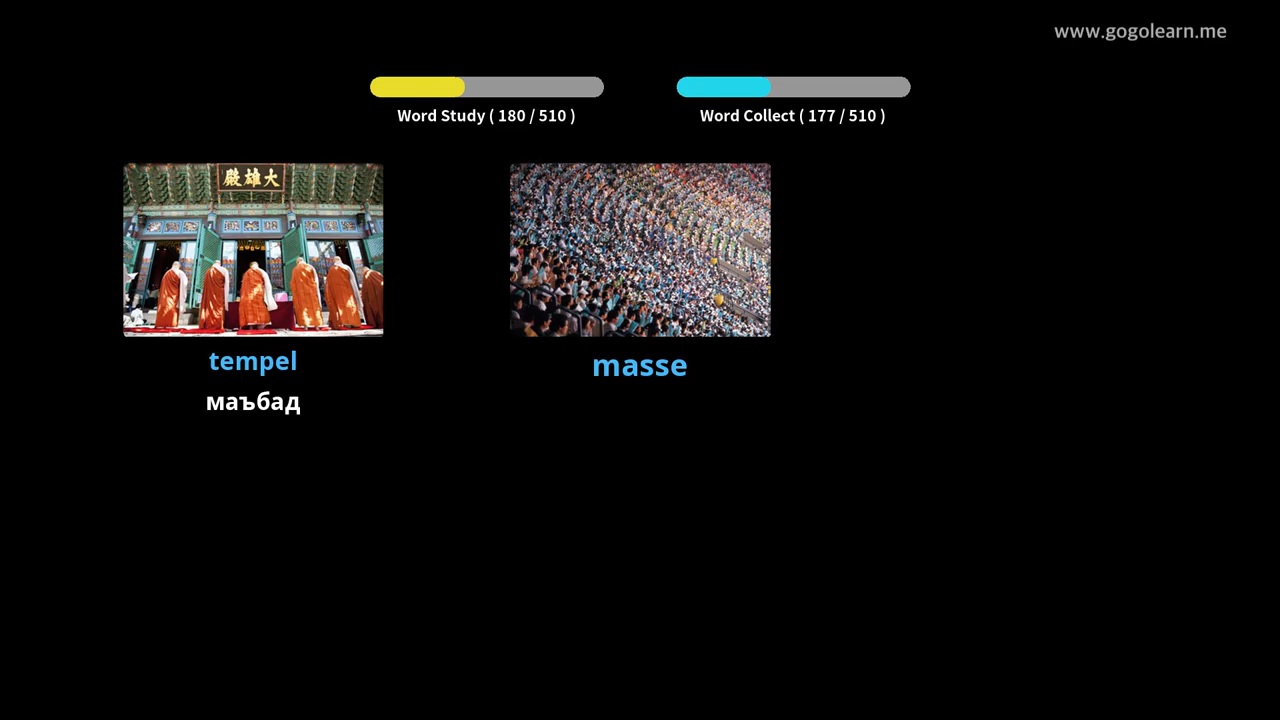 www.gogolearn.me
Word Study ( 180 / 510 )
Word Collect ( 177 / 510 )
殿雄大
tempel
masse
маъбад